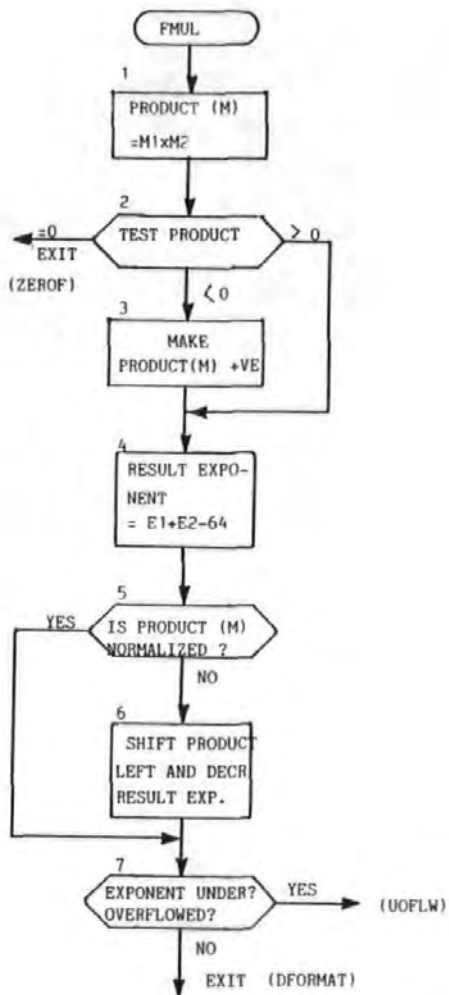 FMUL
1
PRODUCT (M)
=M1xM2
2
=0
TEST PRODUCT
> 0
EXIT
(ZEROF)
< 0
3
MAKE
PRODUCT(M) +VE
4
RESULT EXPO-
NENT
= E1+E2-64
5
YES
IS PRODUCT (M)
NORMALIZED ?
NO
6
SHIFT PRODUCT
LEFT AND DECR
RESULT EXP.
7
EXPONENT UNDER?
OVERFLOWED?
YES
(UOFLW)
NO
EXIT (DFORMAT)